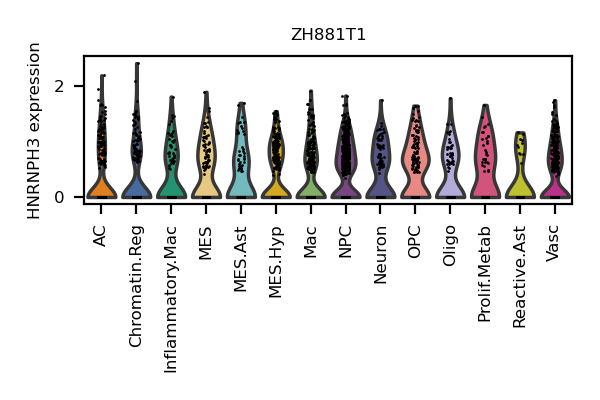 ZH881T1
HNRNPH3 expression
2
0
AC
Chromatin.Reg
Inflammatory.Mac
MES
MES.Ast
MES.Hyp
Mac
NPC
Neuron
OPC
Oligo
Prolif.Metab
Reactive.Ast
Vasc